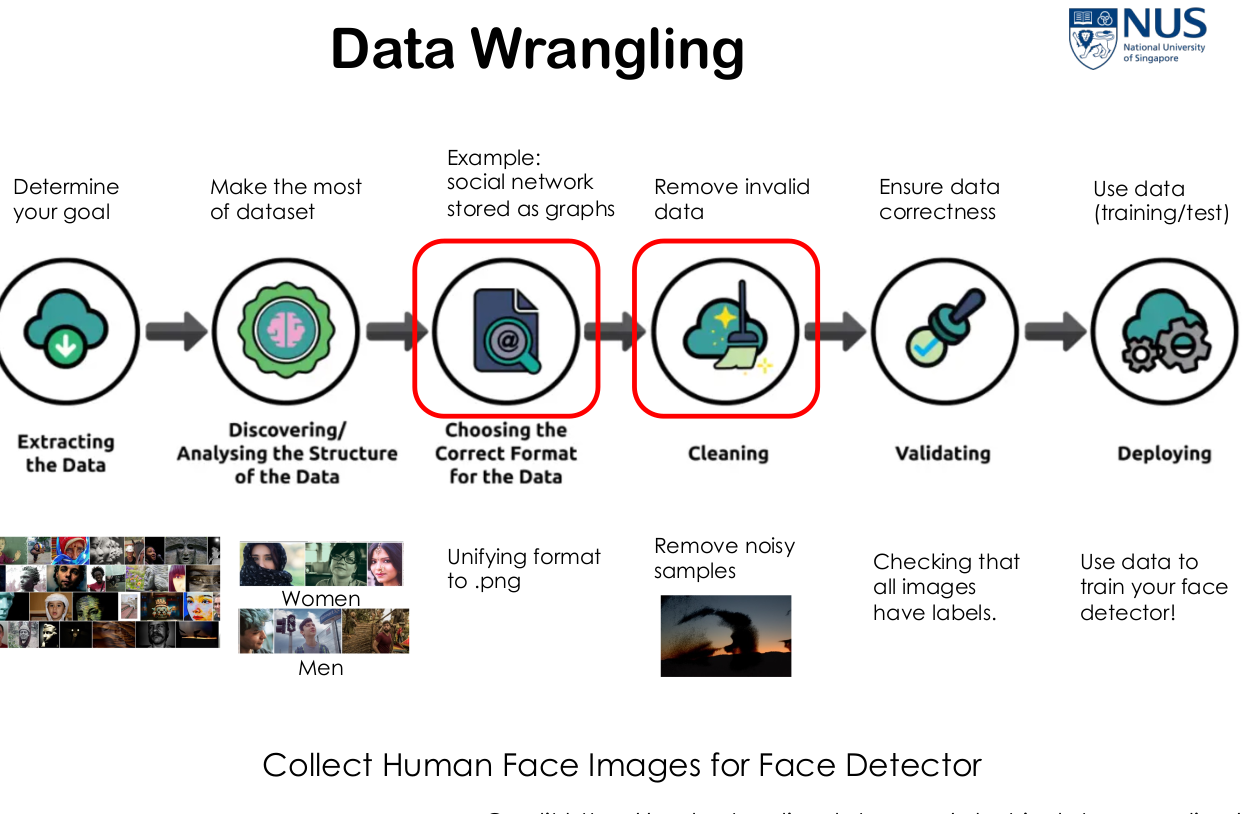 Data Wrangling
NUS
National University
of Singapore
Determine
your goal
Make the most
of dataset
Example:
social network
stored as graphs
Remove invalid
data
Ensure data
correctness
Use data
(training/test)
@
Extracting
the Data
Discovering/
Analysing the Structure
of the Data
Choosing the
Correct Format
for the Data
Cleaning
Validating
Deploying
Women
Men
Unifying format
to .png
Remove noisy
samples
Checking that
all images
have labels.
Use data to
train your face
detector!
Collect Human Face Images for Face Detector